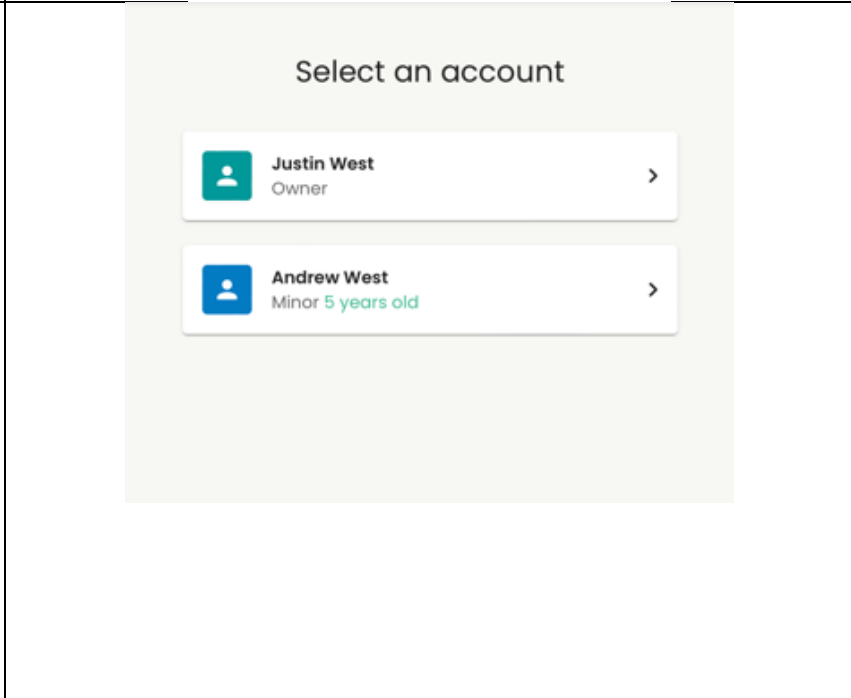 Select an account
Justin West
Owner
Andrew West
Minor 5 years old